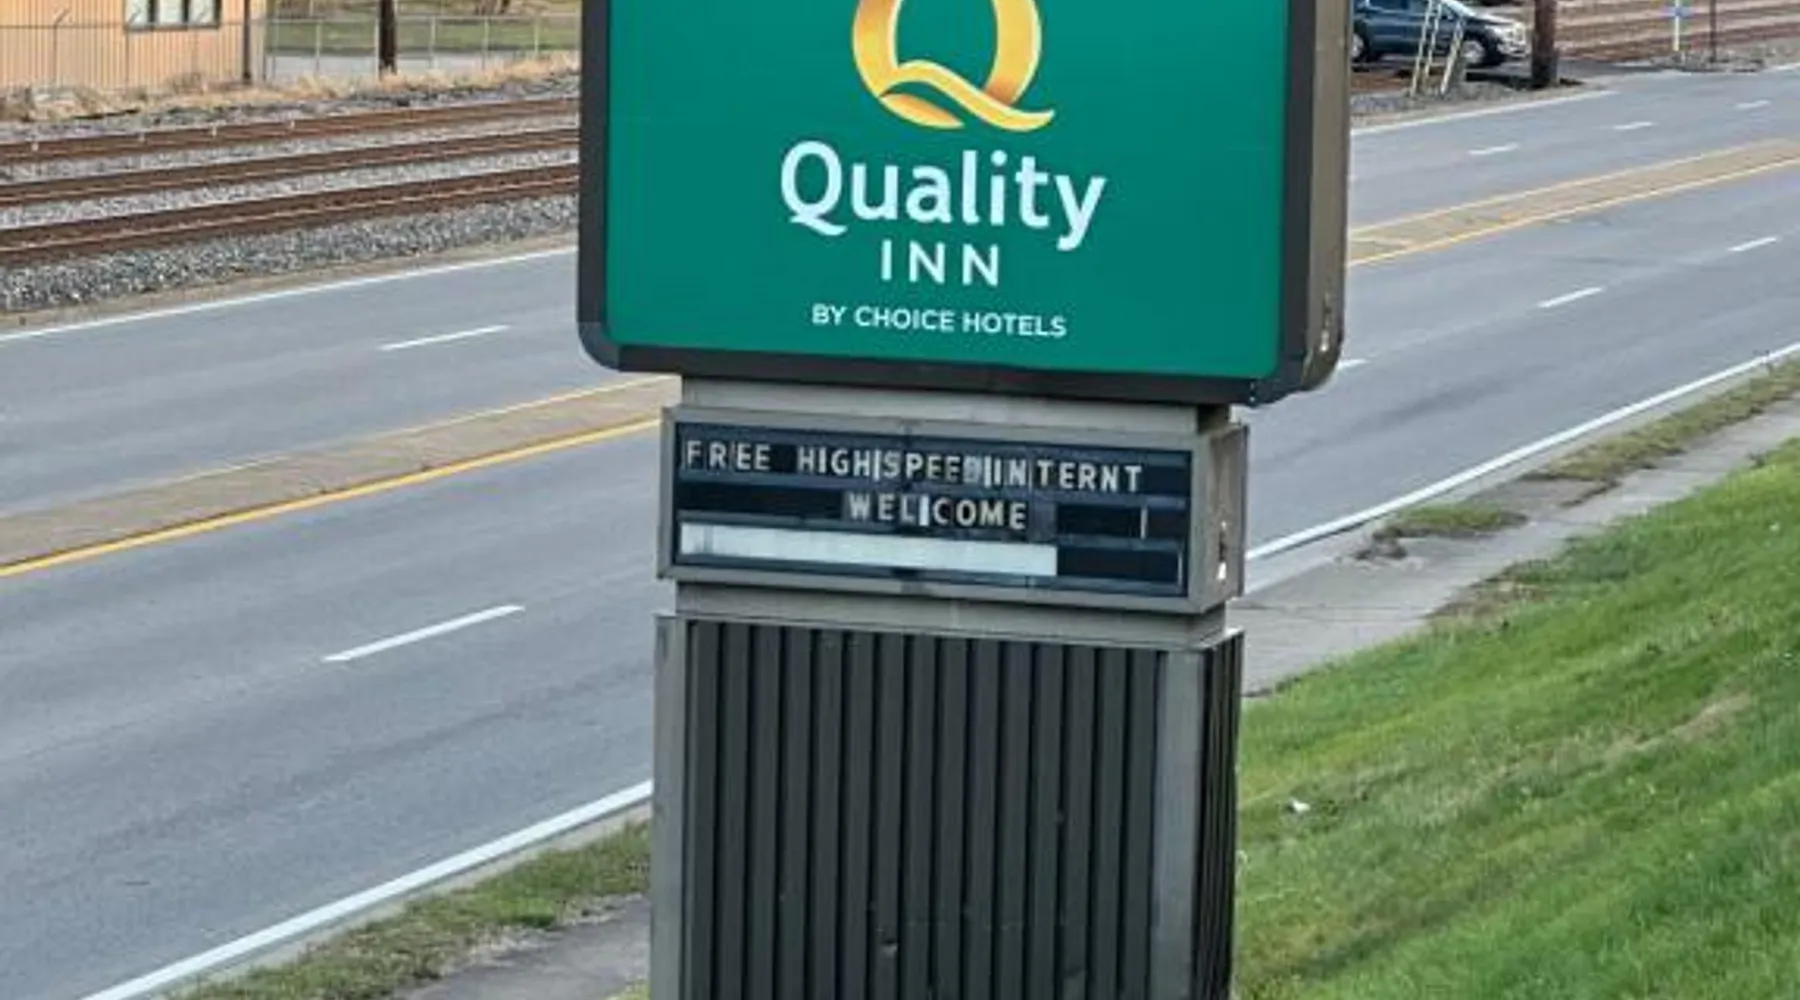 Quality
INN
BY CHOICE HOTELS
FREE HIGHSPEED INTERNT
WELCOME